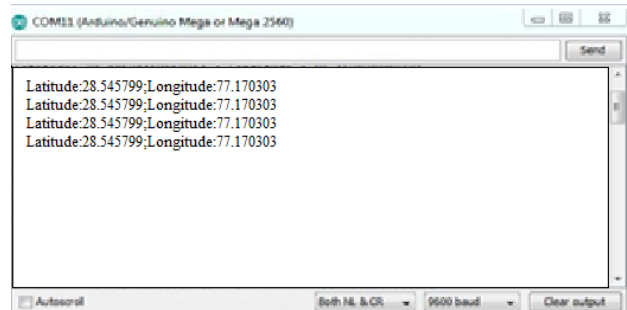 COM11 (Arduino/Genuino Mega or Mega 2560)
Send
Latitude:28.545799;Longitude:77.170303
Latitude:28.545799;Longitude:77.170303
Latitude:28.545799;Longitude:77.170303
Latitude:28.545799;Longitude:77.170303
Autoscroll
Both NL & CR
9600 baud
Clear output